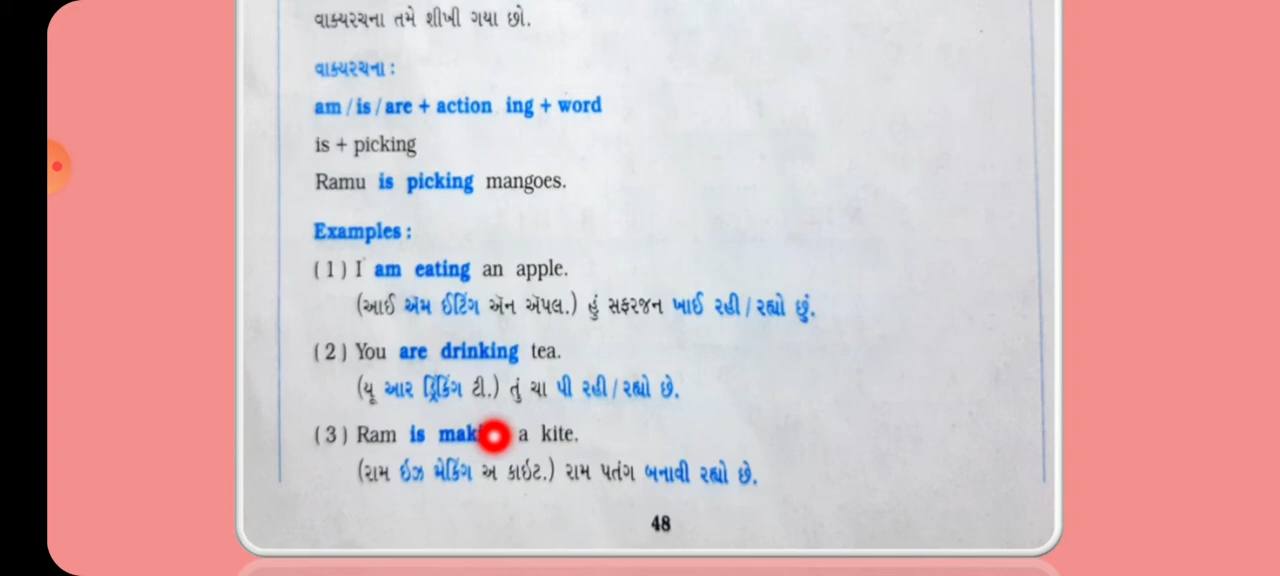 વાક્યરચના તમે શીખી ગયા છો.
વાક્યરચના :
am / is / are + action ing + word
is + picking
Ramu is picking mangoes.
Examples :
( 1 ) I am eating an apple.
(આઈ ઍમ ઈટિંગ ઍન ઍપલ.) હું સફરજન ખાઈ રહી / રહ્યો છું.
( 2 ) You are drinking tea.
(યૂ આર ડ્રિંકિંગ ટી.) તું ચા પી રહી / રહ્યો છે.
( 3 ) Ram is a kite.
(રામ ઇઝ મેકિંગ અ કાઇટ.) રામ પતંગ બનાવી રહ્યો છે.
48